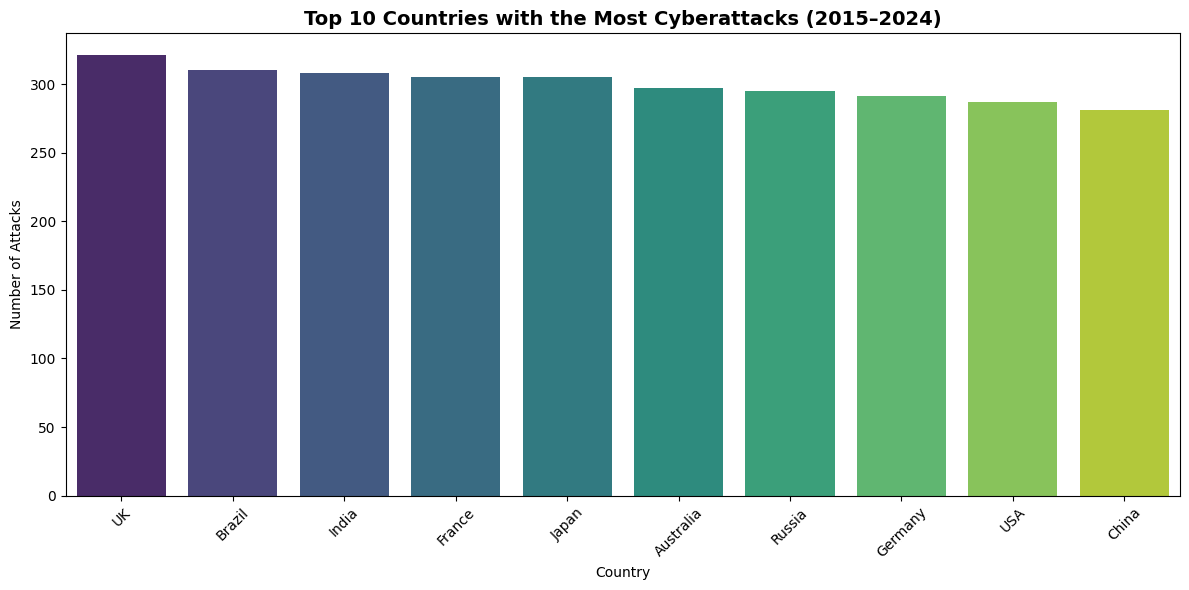 Top 10 Countries with the Most Cyberattacks (2015–2024)
Number of Attacks
300
250
200
150
100
50
0
UK
Brazil
India
France
Japan
Australia
Russia
Germany
USA
China
Country